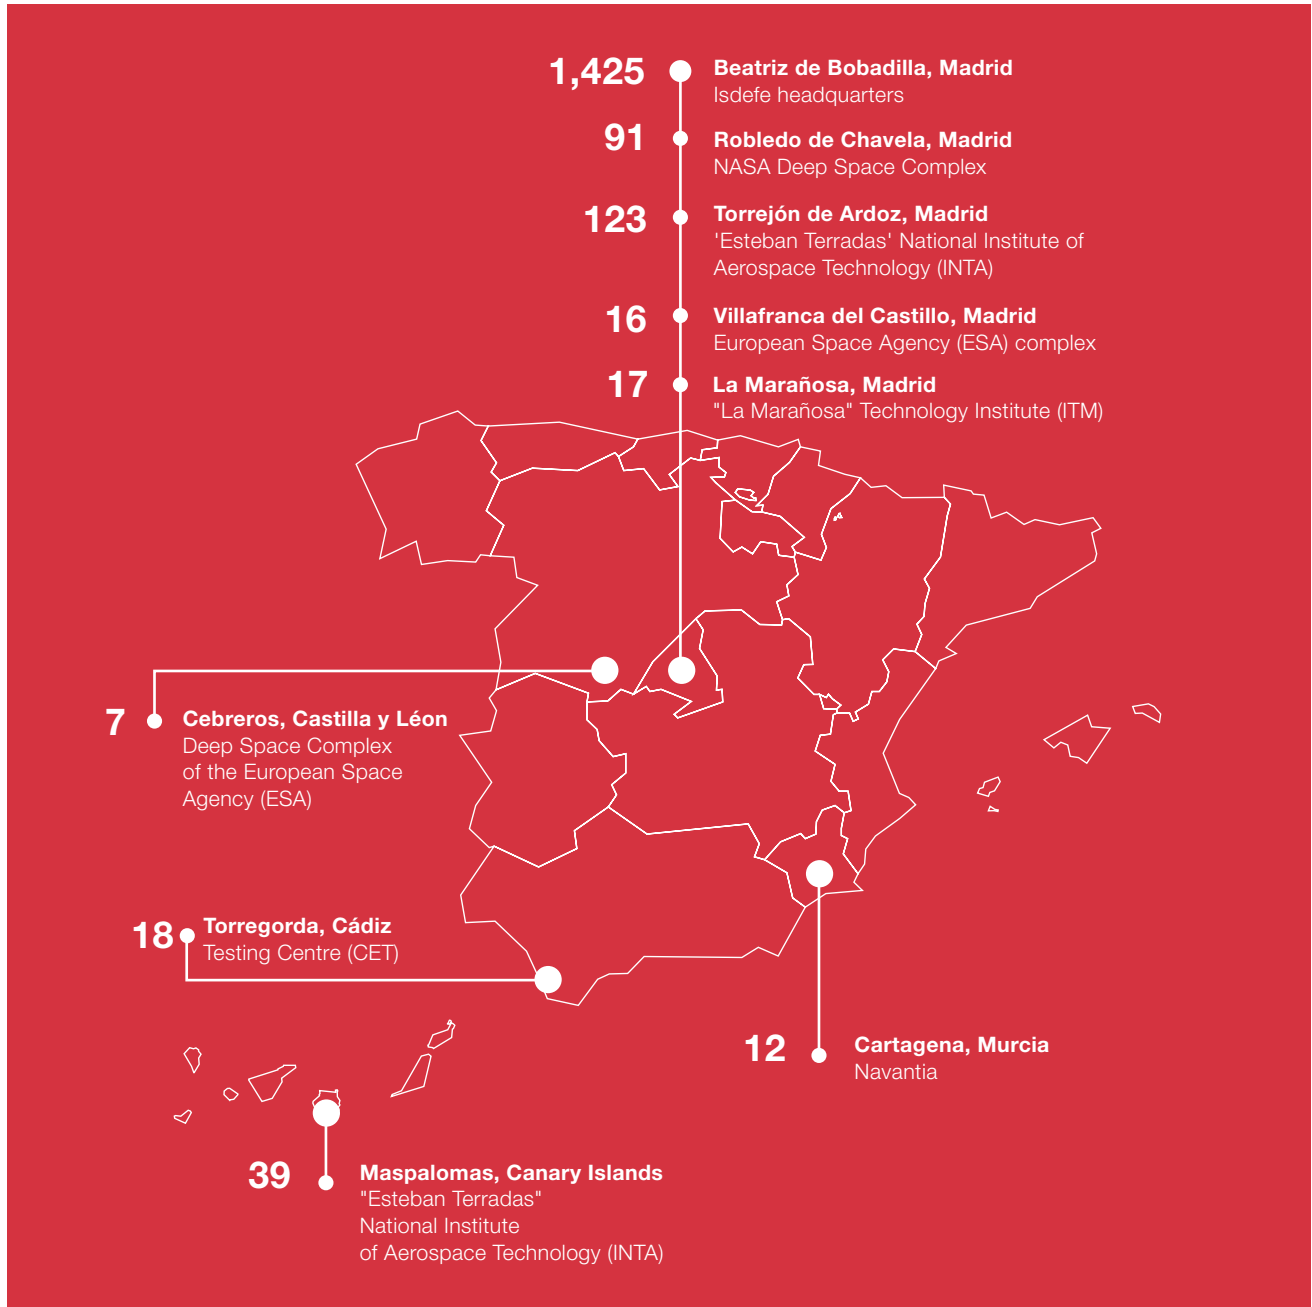 1,425
Beatriz de Bobadilla, Madrid
Isdefe headquarters
91
Robledo de Chavela, Madrid
NASA Deep Space Complex
123
Torrejón de Ardoz, Madrid
'Esteban Terradas' National Institute of
Aerospace Technology (INTA)
16
Villafranca del Castillo, Madrid
European Space Agency (ESA) complex
17
La Marañosa, Madrid
"La Marañosa" Technology Institute (ITM)
7
Cebreros, Castilla y Léon
Deep Space Complex
of the European Space
Agency (ESA)
18
Torregorda, Cádiz
Testing Centre (CET)
12
Cartagena, Murcia
Navantia
39
Maspalomas, Canary Islands
"Esteban Terradas"
National Institute
of Aerospace Technology (INTA)